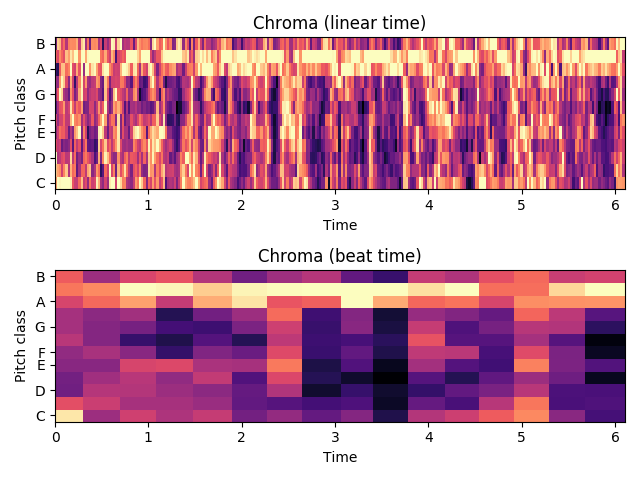 Chroma (linear time)
Pitch class
B
A
G
F
E
D
C
0 1 2 3 4 5 6
Time
Chroma (beat time)
Pitch class
B
A
G
F
E
D
C
0 1 2 3 4 5 6
Time